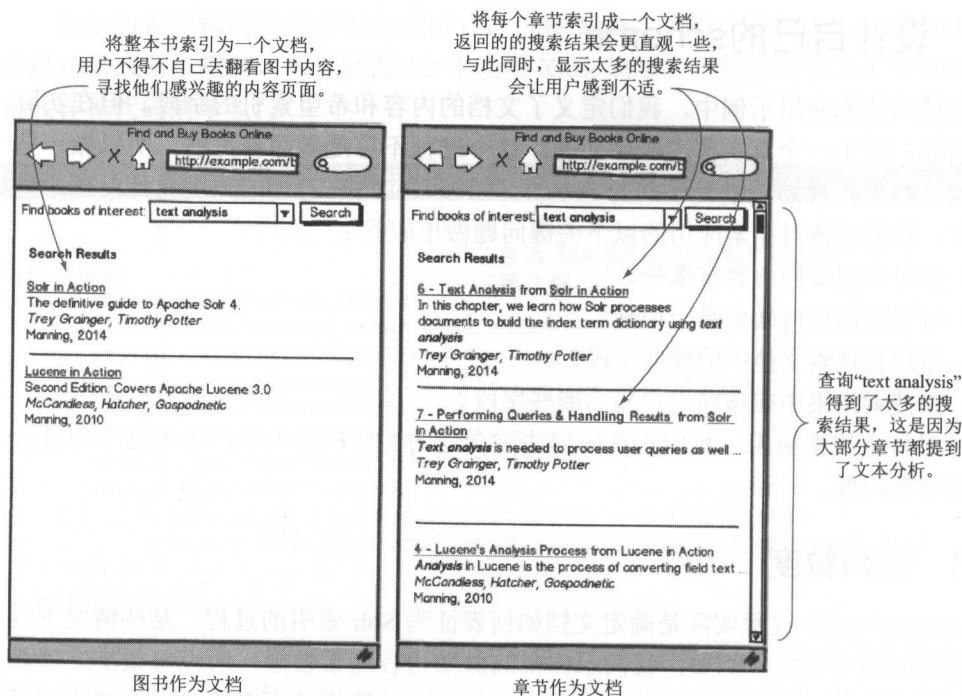 将整本书索引为一个文档，
用户不得不自己去翻看图书内容，
寻找他们感兴趣的内容页面。
将每个章节索引成一个文档，
返回的的搜索结果会更直观一些，
与此同时，显示太多的搜索结果
会让用户感到不适。
Find and Buy Books Online
http://example.com/b
Find books of interest: text analysis Search
Search Results
Solr in Action
The definitive guide to Apache Solr 4.
Trey Grainger, Timothy Potter
Manning, 2014
Lucene in Action
Second Edition. Covers Apache Lucene 3.0
McCandless, Hatcher, Gospodnetic
Manning, 2010
图书作为文档
Find and Buy Books Online
http://example.com/b
Find books of interest: text analysis Search
Search Results
6 - Text Analysis from Solr in Action
In this chapter, we learn how Solr processes
documents to build the index term dictionary using text
analysis
Trey Grainger, Timothy Potter
Manning, 2014
7 - Performing Queries & Handling Results from Solr
in Action
Text analysis is needed to process user queries as well ...
Trey Grainger, Timothy Potter
Manning, 2014
4 - Lucene's Analysis Process from Lucene in Action
Analysis in Lucene is the process of converting field text ...
McCandless, Hatcher, Gospodnetic
Manning, 2010
章节作为文档
查询“text analysis”
得到了太多的搜
索结果，这是因为
大部分章节都提到
了文本分析。